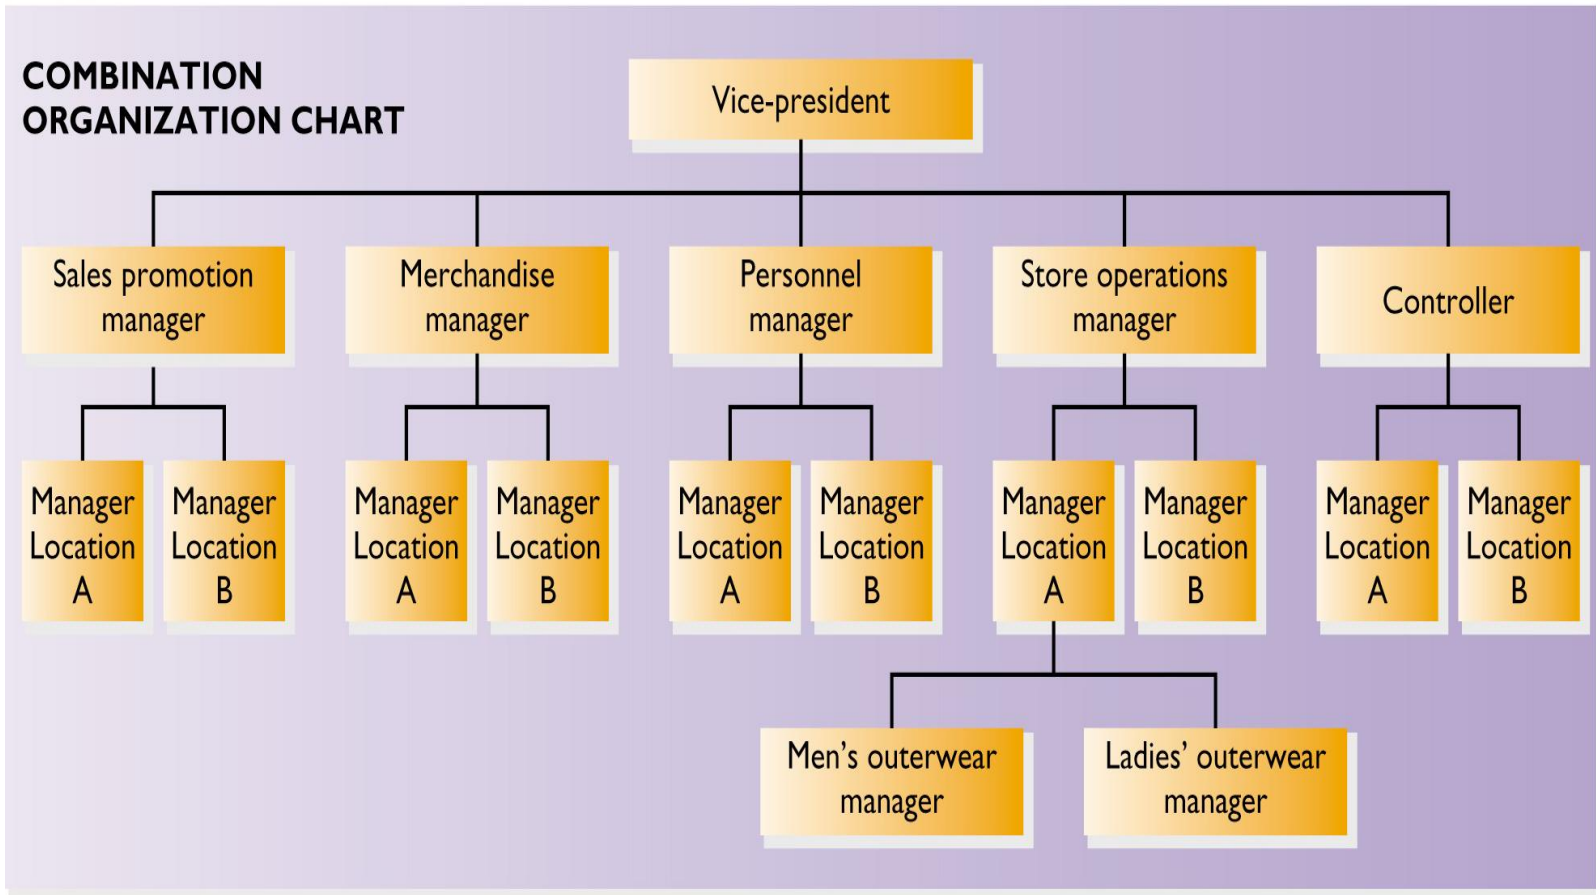 COMBINATION
ORGANIZATION CHART
Vice-president
Sales promotion
manager
Merchandise
manager
Personnel
manager
Store operations
manager
Controller
Manager
Location
A
Manager
Location
B
Manager
Location
A
Manager
Location
B
Manager
Location
A
Manager
Location
B
Manager
Location
A
Manager
Location
B
Manager
Location
A
Manager
Location
B
Men’s outerwear
manager
Ladies’ outerwear
manager